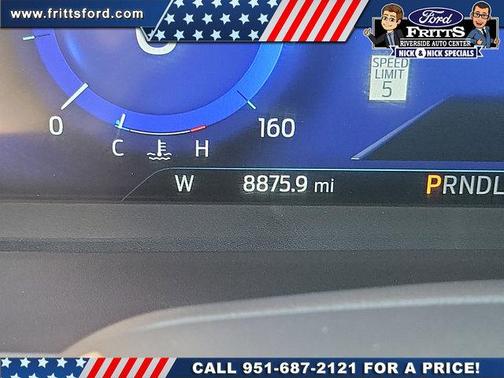 www.frittsford.com
Ford
FRITTS
RIVERSIDE AUTO CENTER
NICK & NICK SPECIALS
SPEED
LIMIT
5
0 160
C H
W 8875.9 mi PRNDL
CALL 951-687-2121 FOR A PRICE!